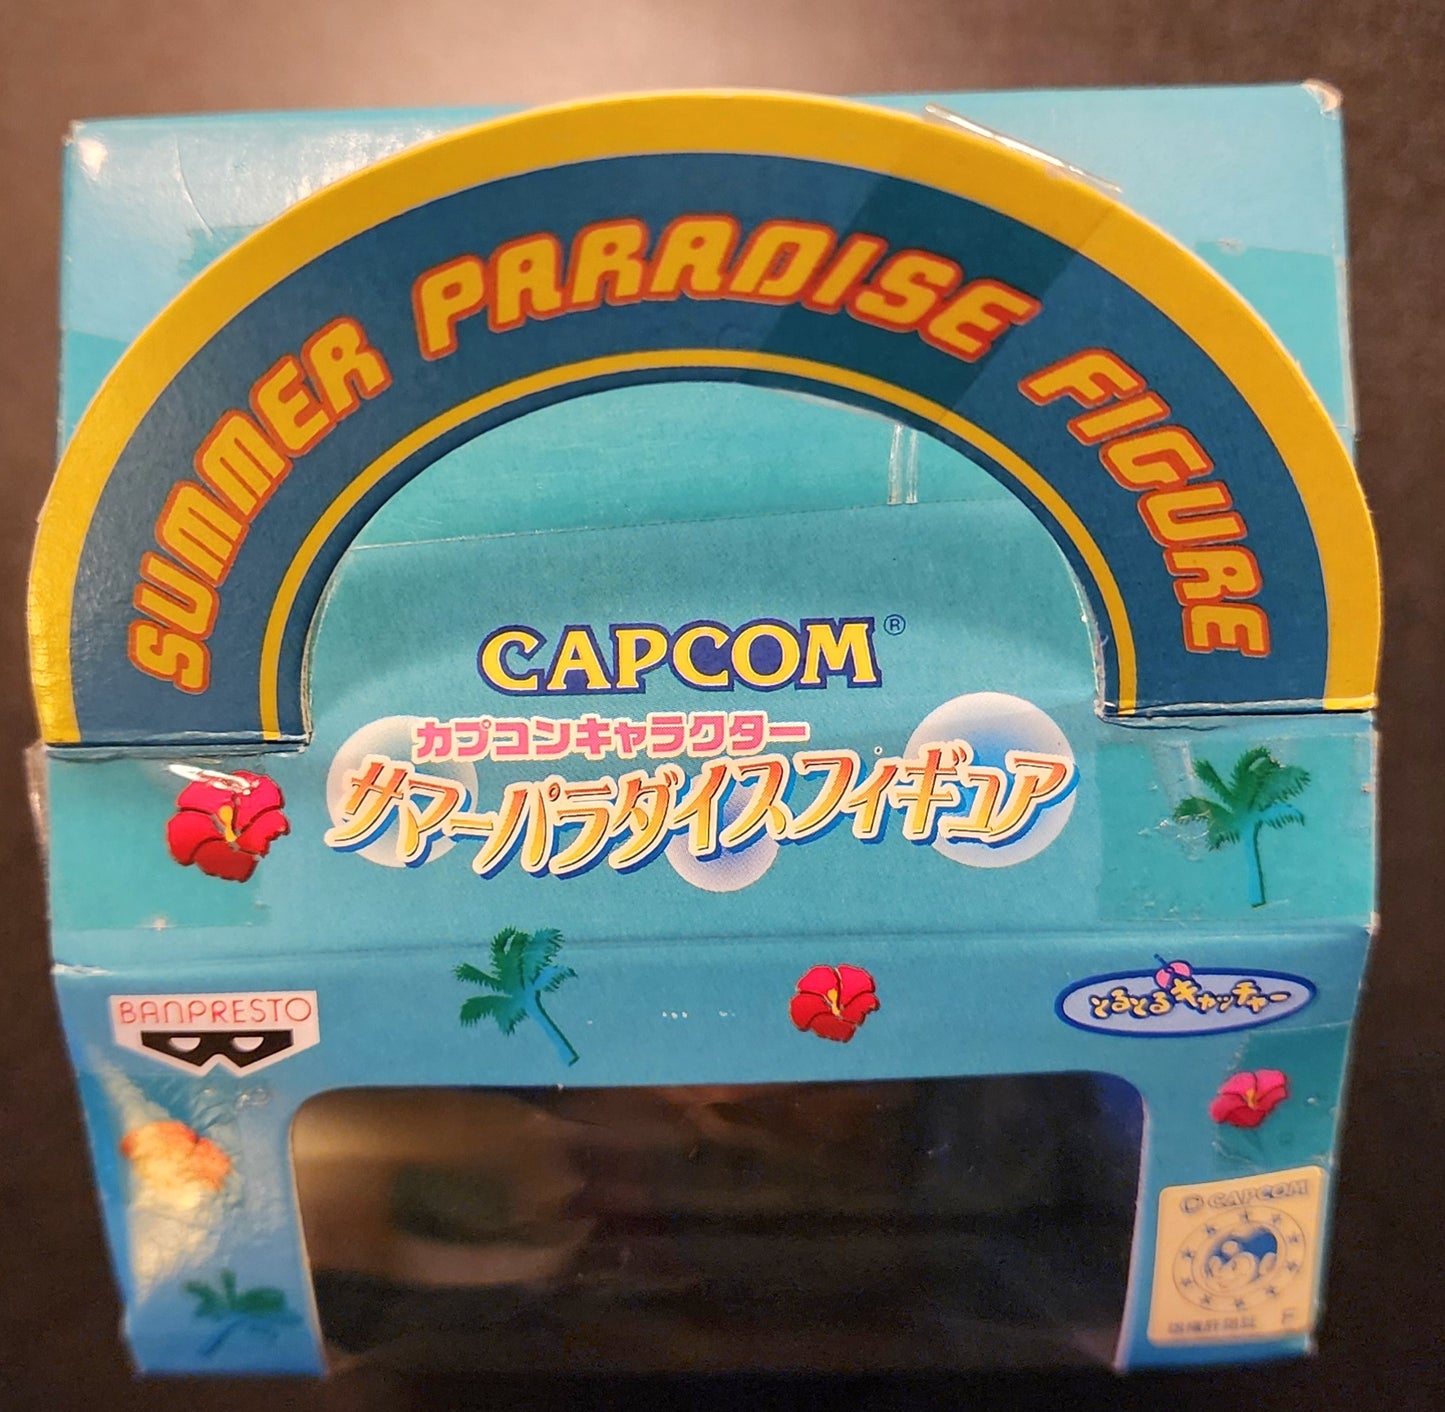 SUMMER PARADISE FIGURE
CAPCOM®
カプコンキャラクター
サマーパラダイスフィギュア
BANPRESTO
とるとるキャッチャー
© CAPCOM
F